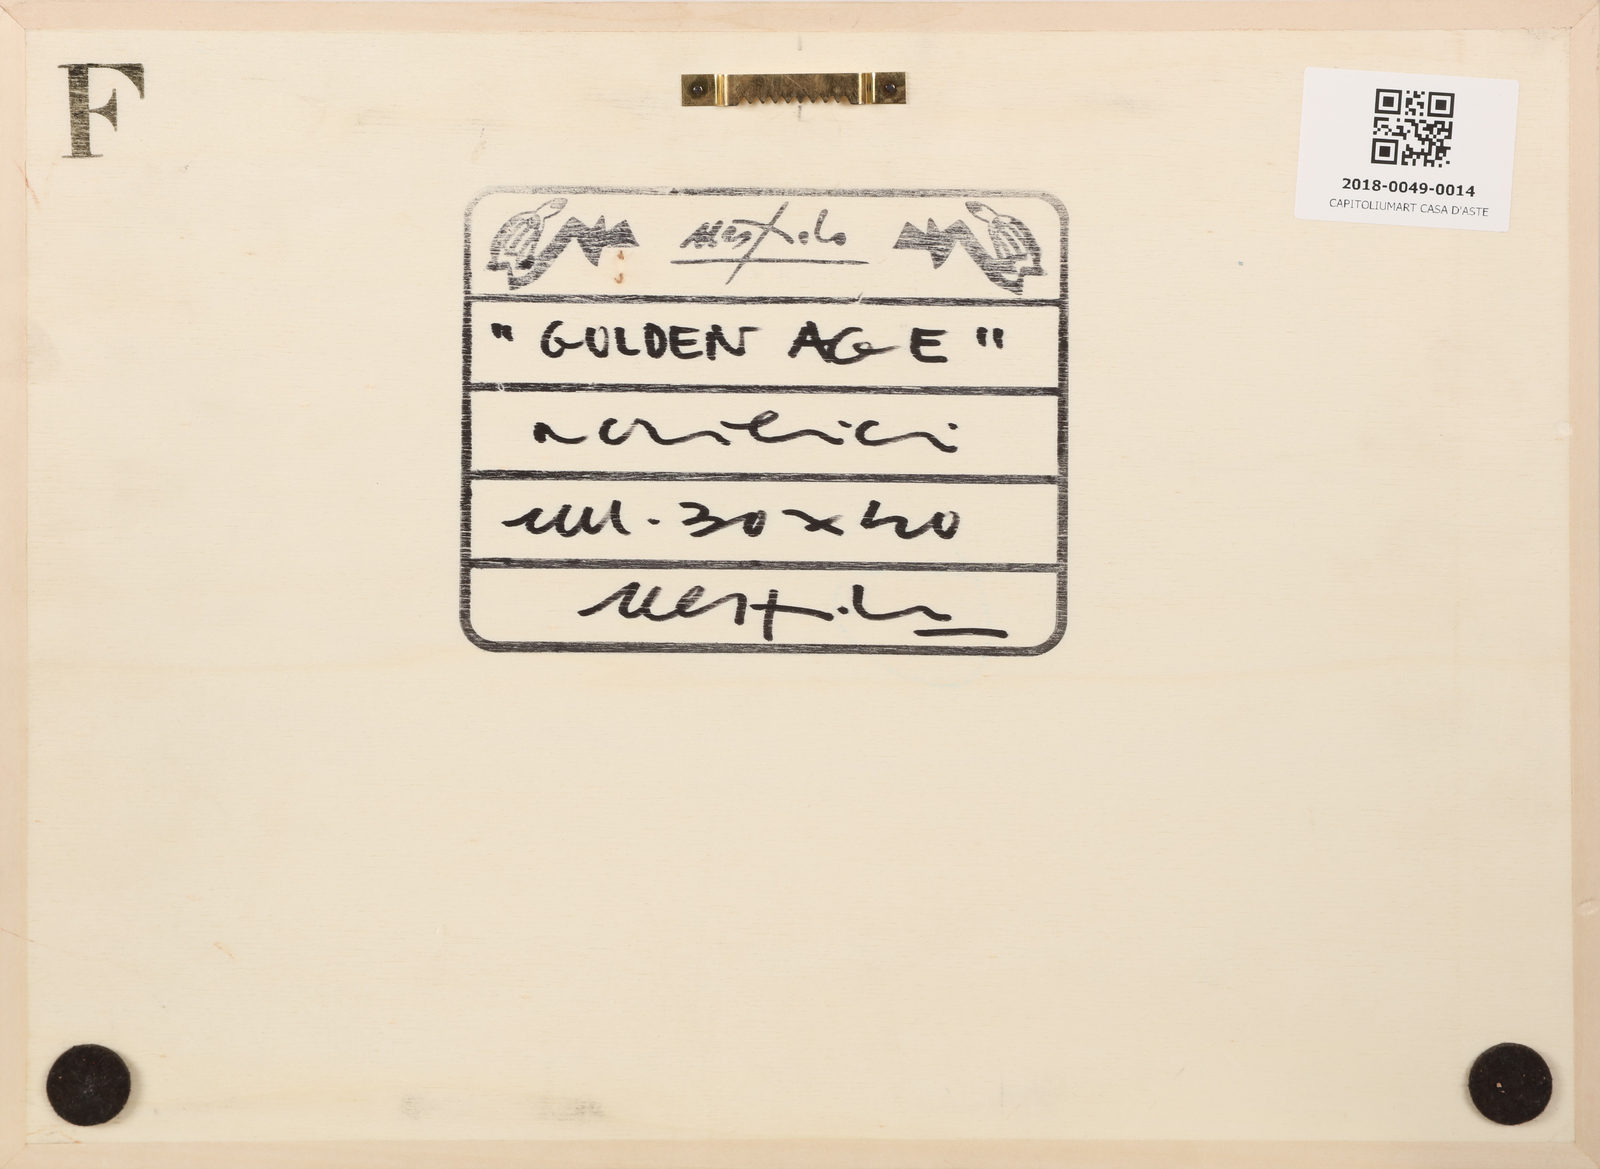 F
2018-0049-0014
CAPITOLIUMART CASA D'ASTE
"GOLDEN AGE"
acrilici
cm. 30x40